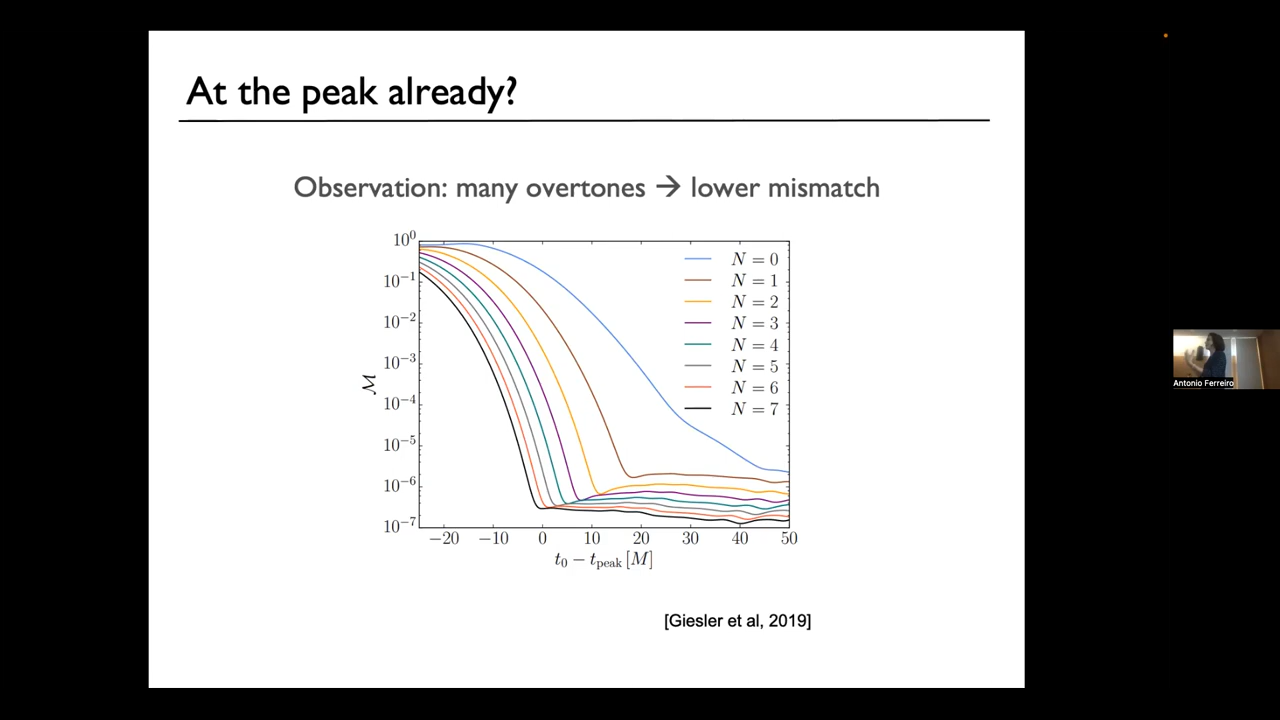 At the peak already?
Observation: many overtones → lower mismatch
10⁰
10⁻¹
10⁻²
10⁻³
10⁻⁴
10⁻⁵
10⁻⁶
10⁻⁷
ℳ
N = 0
N = 1
N = 2
N = 3
N = 4
N = 5
N = 6
N = 7
−20 −10 0 10 20 30 40 50
t₀ − t_peak [M]
[Giesler et al, 2019]
Antonio Ferreiro